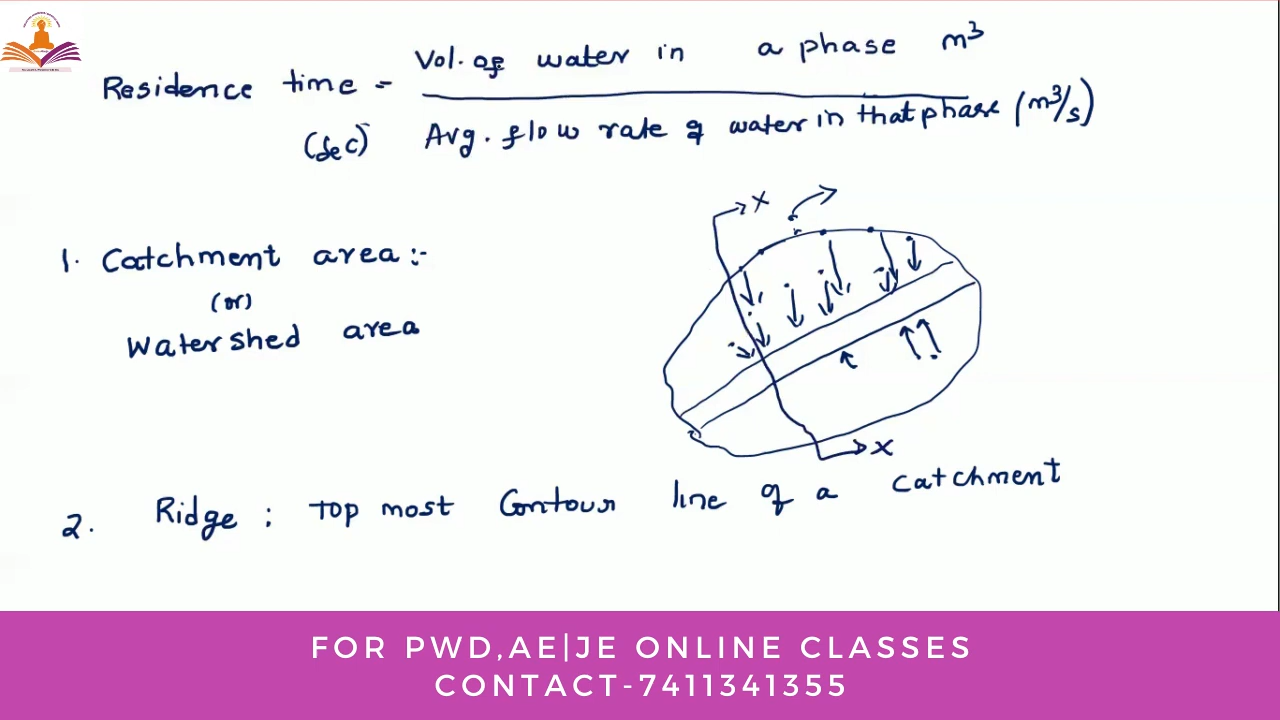 Residence time = Vol. of water in a phase m³
(sec) Avg. flow rate of water in that phase (m³/s)
X
1. Catchment area :-
(or)
Watershed area
X
2. Ridge : Top most Contour line of a catchment
FOR PWD,AE|JE ONLINE CLASSES
CONTACT-7411341355